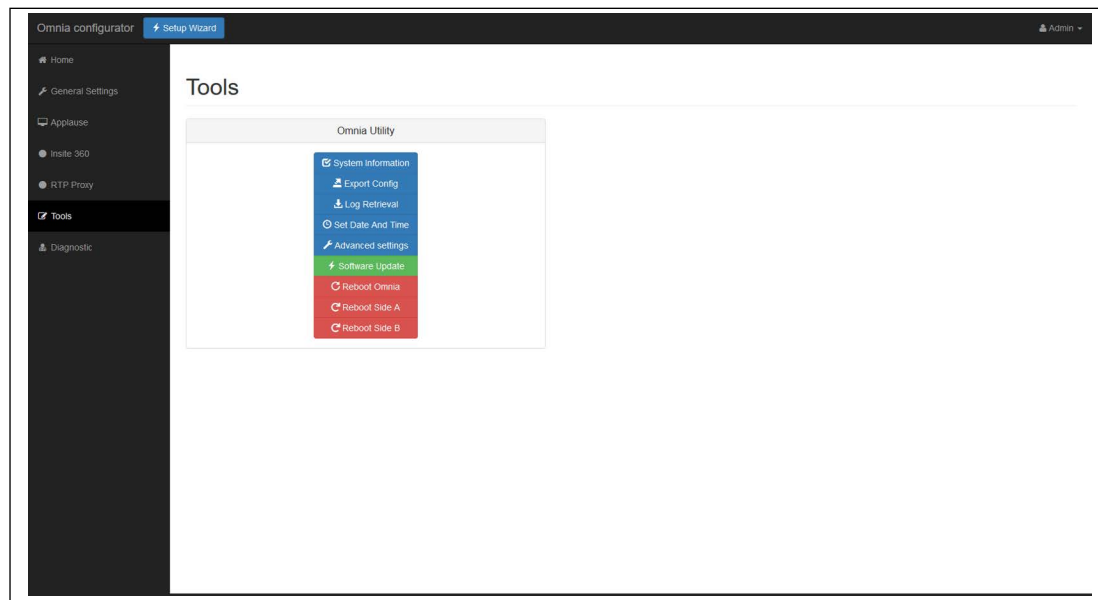 Omnia configurator Setup Wizard Admin
Home
General Settings
Applause
Insite 360
RTP Proxy
Tools
Diagnostic
Tools
Omnia Utility
System Information
Export Config
Log Retrieval
Set Date And Time
Advanced settings
Software Update
Reboot Omnia
Reboot Side A
Reboot Side B